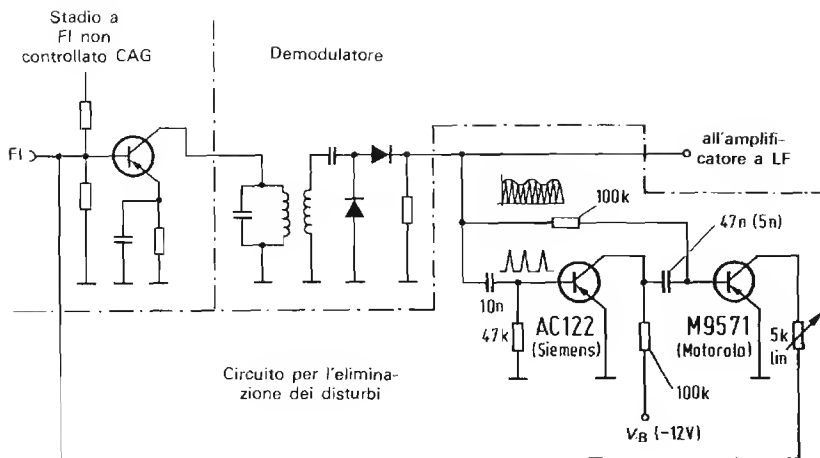 Stadio a
FI non
controllato CAG
Demodulatore
FI
all'amplifi-
catore a LF
100k
47n (5n)
10n
47k
AC122
(Siemens)
M9571
(Motorola)
5k
lin
100k
Circuito per l'elimina-
zione dei disturbi
VB (-12V)